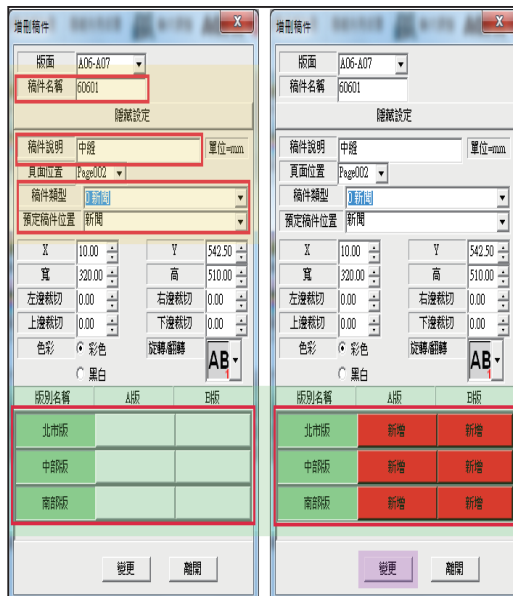 增刪稿件
X
版面 A06-A07
稿件名稱 60601
隱藏設定
稿件說明 中縫 單位=mm
頁面位置 Page002
稿件類型 0新聞
預定稿件位置 新聞
X 10.00 Y 542.50
寬 320.00 高 510.00
左邊裁切 0.00 右邊裁切 0.00
上邊裁切 0.00 下邊裁切 0.00
色彩 彩色 旋轉/翻轉 AB 1
黑白
版別名稱 A版 B版
北市版
中部版
南部版
變更 離開
增刪稿件
X
版面 A06-A07
稿件名稱 60601
隱藏設定
稿件說明 中縫 單位=mm
頁面位置 Page002
稿件類型 0新聞
預定稿件位置 新聞
X 10.00 Y 542.50
寬 320.00 高 510.00
左邊裁切 0.00 右邊裁切 0.00
上邊裁切 0.00 下邊裁切 0.00
色彩 彩色 旋轉/翻轉 AB 1
黑白
版別名稱 A版 B版
北市版 新增 新增
中部版 新增 新增
南部版 新增 新增
變更 離開